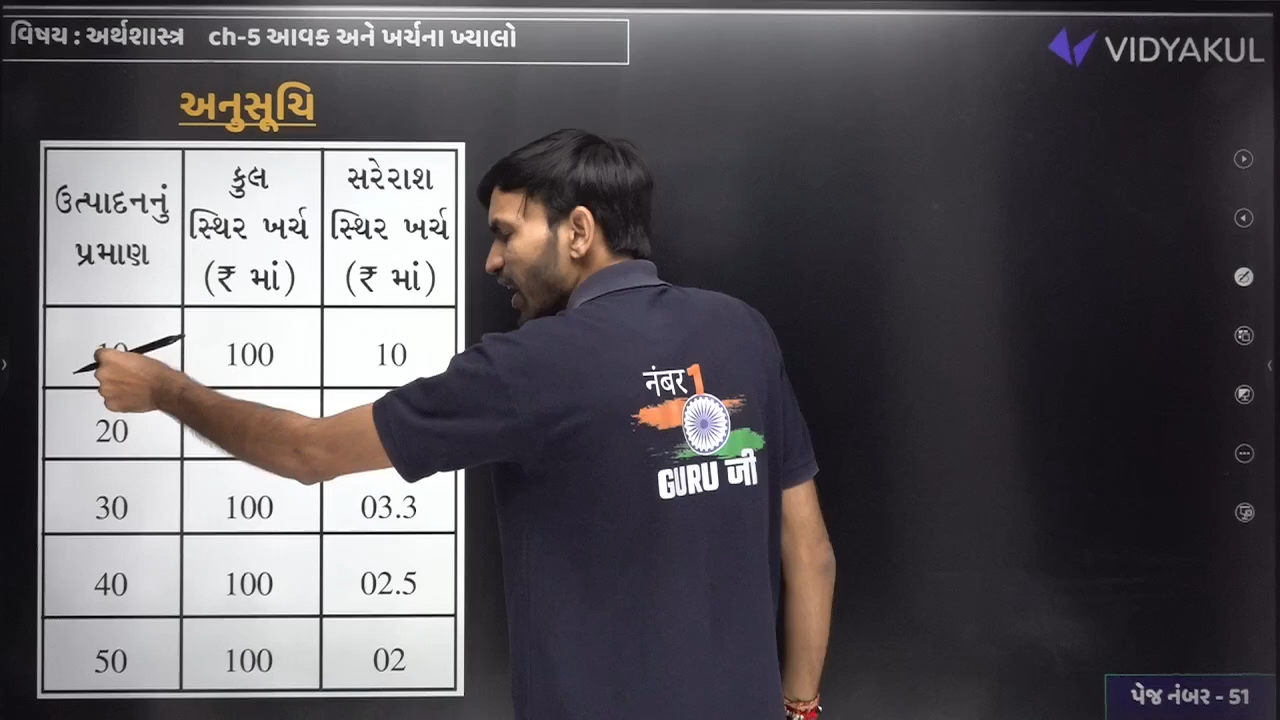 વિષય : અર્થશાસ્ત્ર ch-5 આવક અને ખર્ચના ખ્યાલો
VIDYAKUL
અનુસૂચિ
ઉત્પાદનનું પ્રમાણ કુલ સ્થિર ખર્ચ (₹ માં) સરેરાશ સ્થિર ખર્ચ (₹ માં)
10 100 10
20
30 100 03.3
40 100 02.5
50 100 02
नंबर 1
GURU जी
પેજ નંબર - 51